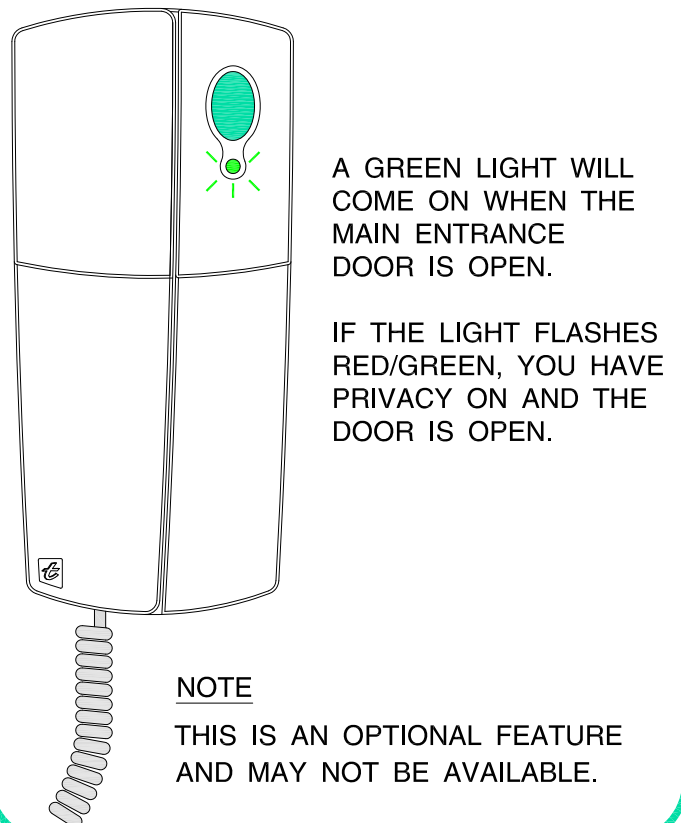 A GREEN LIGHT WILL
COME ON WHEN THE
MAIN ENTRANCE
DOOR IS OPEN.
IF THE LIGHT FLASHES
RED/GREEN, YOU HAVE
PRIVACY ON AND THE
DOOR IS OPEN.
t
NOTE
THIS IS AN OPTIONAL FEATURE
AND MAY NOT BE AVAILABLE.